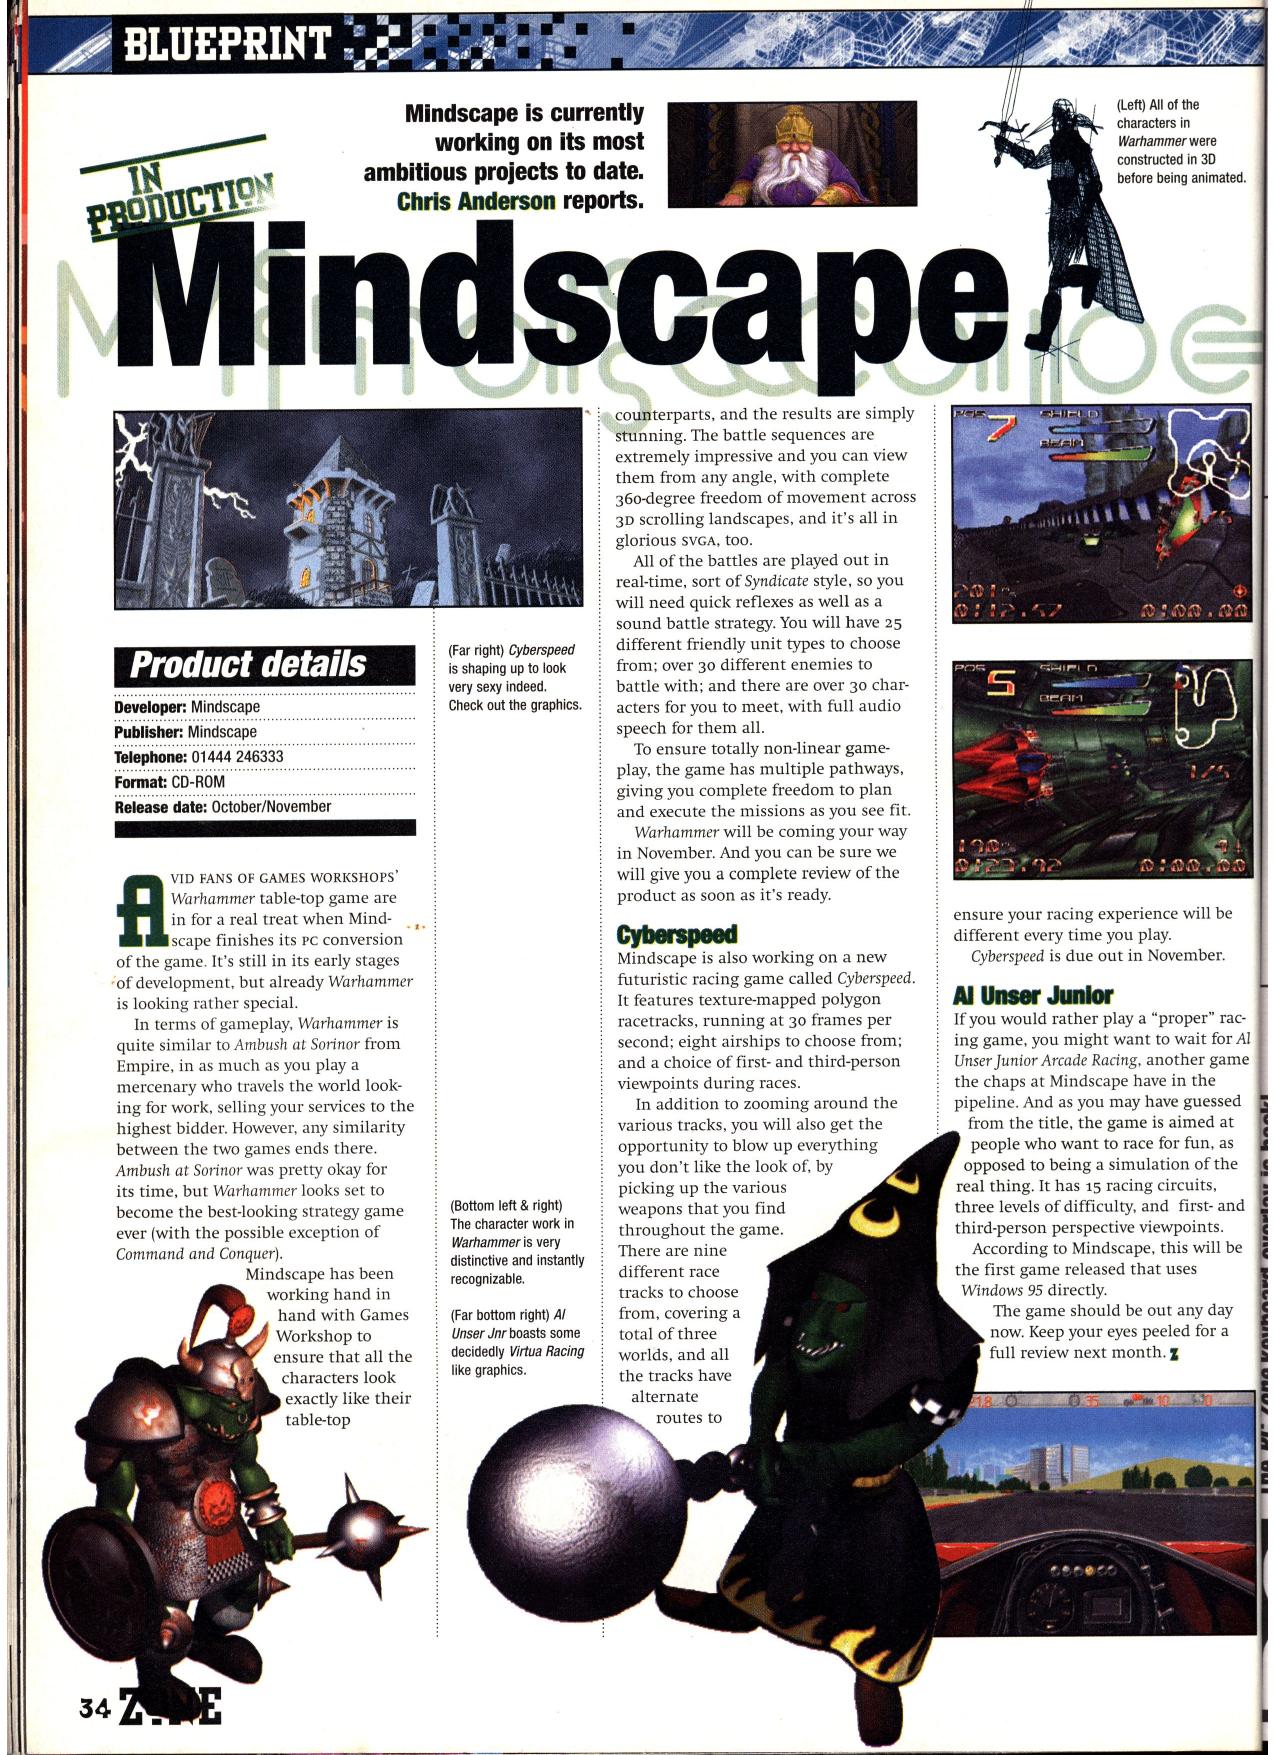 BLUEPRINT
IN
PRODUCTION
Mindscape is currently
working on its most
ambitious projects to date.
Chris Anderson reports.
(Left) All of the
characters in
Warhammer were
constructed in 3D
before being animated.
Mindscape
Mindscape
Product details
Developer: Mindscape
Publisher: Mindscape
Telephone: 01444 246333
Format: CD-ROM
Release date: October/November
AVID FANS OF GAMES WORKSHOPS'
Warhammer table-top game are
in for a real treat when Mind-
scape finishes its PC conversion
of the game. It's still in its early stages
of development, but already Warhammer
is looking rather special.
In terms of gameplay, Warhammer is
quite similar to Ambush at Sorinor from
Empire, in as much as you play a
mercenary who travels the world look-
ing for work, selling your services to the
highest bidder. However, any similarity
between the two games ends there.
Ambush at Sorinor was pretty okay for
its time, but Warhammer looks set to
become the best-looking strategy game
ever (with the possible exception of
Command and Conquer).
Mindscape has been
working hand in
hand with Games
Workshop to
ensure that all the
characters look
exactly like their
table-top
(Far right) Cyberspeed
is shaping up to look
very sexy indeed.
Check out the graphics.
(Bottom left & right)
The character work in
Warhammer is very
distinctive and instantly
recognizable.
(Far bottom right) Al
Unser Jnr boasts some
decidedly Virtua Racing
like graphics.
counterparts, and the results are simply
stunning. The battle sequences are
extremely impressive and you can view
them from any angle, with complete
360-degree freedom of movement across
3D scrolling landscapes, and it's all in
glorious SVGA, too.
All of the battles are played out in
real-time, sort of Syndicate style, so you
will need quick reflexes as well as a
sound battle strategy. You will have 25
different friendly unit types to choose
from; over 30 different enemies to
battle with; and there are over 30 char-
acters for you to meet, with full audio
speech for them all.
To ensure totally non-linear game-
play, the game has multiple pathways,
giving you complete freedom to plan
and execute the missions as you see fit.
Warhammer will be coming your way
in November. And you can be sure we
will give you a complete review of the
product as soon as it's ready.
Cyberspeed
Mindscape is also working on a new
futuristic racing game called Cyberspeed.
It features texture-mapped polygon
racetracks, running at 30 frames per
second; eight airships to choose from;
and a choice of first- and third-person
viewpoints during races.
In addition to zooming around the
various tracks, you will also get the
opportunity to blow up everything
you don't like the look of, by
picking up the various
weapons that you find
throughout the game.
There are nine
different race
tracks to choose
from, covering a
total of three
worlds, and all
the tracks have
alternate
routes to
POS 7 SHIELD
BEAM
201
0:12.57 0:00.00
POS 5 SHIELD
BEAM
1/5
190
0:23.92 0:00.00
ensure your racing experience will be
different every time you play.
Cyberspeed is due out in November.
Al Unser Junior
If you would rather play a “proper” rac-
ing game, you might want to wait for Al
Unser Junior Arcade Racing, another game
the chaps at Mindscape have in the
pipeline. And as you may have guessed
from the title, the game is aimed at
people who want to race for fun, as
opposed to being a simulation of the
real thing. It has 15 racing circuits,
three levels of difficulty, and first- and
third-person perspective viewpoints.
According to Mindscape, this will be
the first game released that uses
Windows 95 directly.
The game should be out any day
now. Keep your eyes peeled for a
full review next month. Z
35 10
34 ZONE